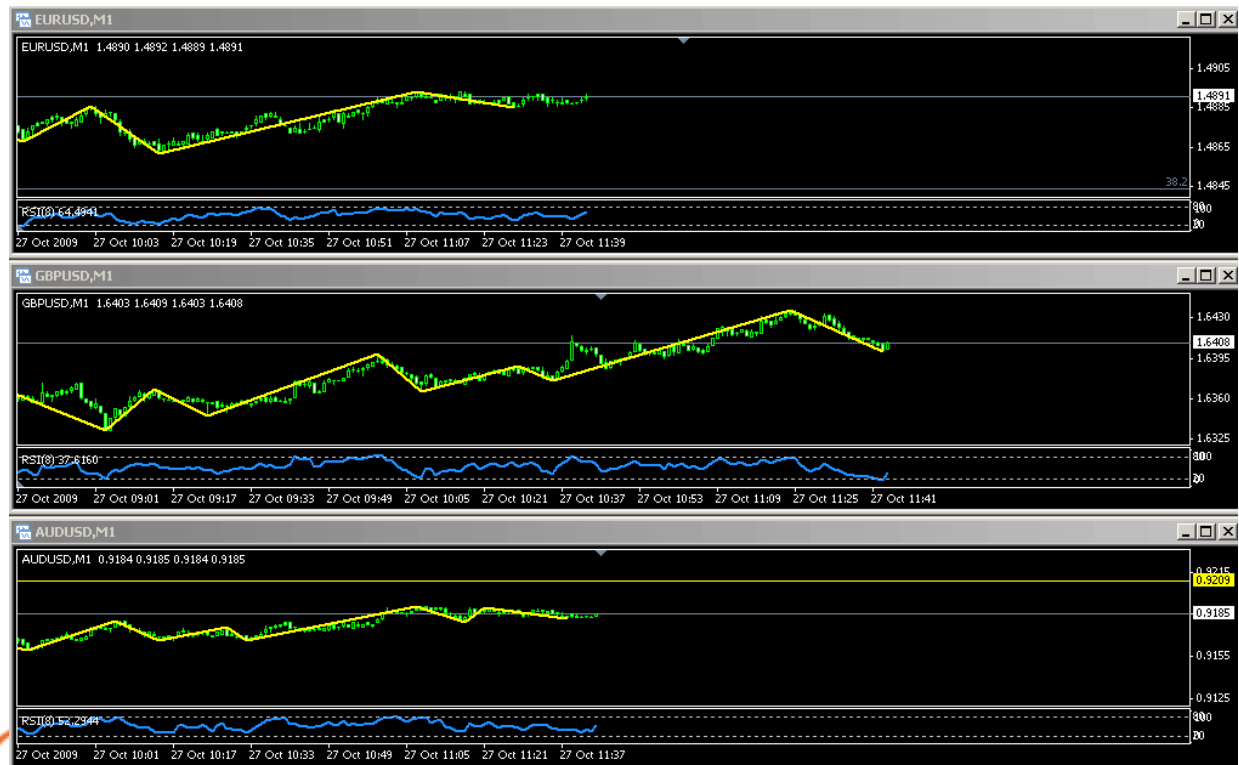 EURUSD,M1
EURUSD,M1 1.4890 1.4892 1.4889 1.4891
1.4905
1.4891
1.4885
1.4865
38.2
1.4845
RSI(8) 64.4941
27 Oct 2009 27 Oct 10:03 27 Oct 10:19 27 Oct 10:35 27 Oct 10:51 27 Oct 11:07 27 Oct 11:23 27 Oct 11:39
GBPUSD,M1
GBPUSD,M1 1.6403 1.6409 1.6403 1.6408
1.6430
1.6408
1.6395
1.6360
1.6325
RSI(8) 37.6160
27 Oct 2009 27 Oct 09:01 27 Oct 09:17 27 Oct 09:33 27 Oct 09:49 27 Oct 10:05 27 Oct 10:21 27 Oct 10:37 27 Oct 10:53 27 Oct 11:09 27 Oct 11:25 27 Oct 11:41
AUDUSD,M1
AUDUSD,M1 0.9184 0.9185 0.9184 0.9185
0.9215
0.9209
0.9185
0.9155
0.9125
RSI(8) 52.2944
27 Oct 2009 27 Oct 10:01 27 Oct 10:17 27 Oct 10:33 27 Oct 10:49 27 Oct 11:05 27 Oct 11:21 27 Oct 11:37